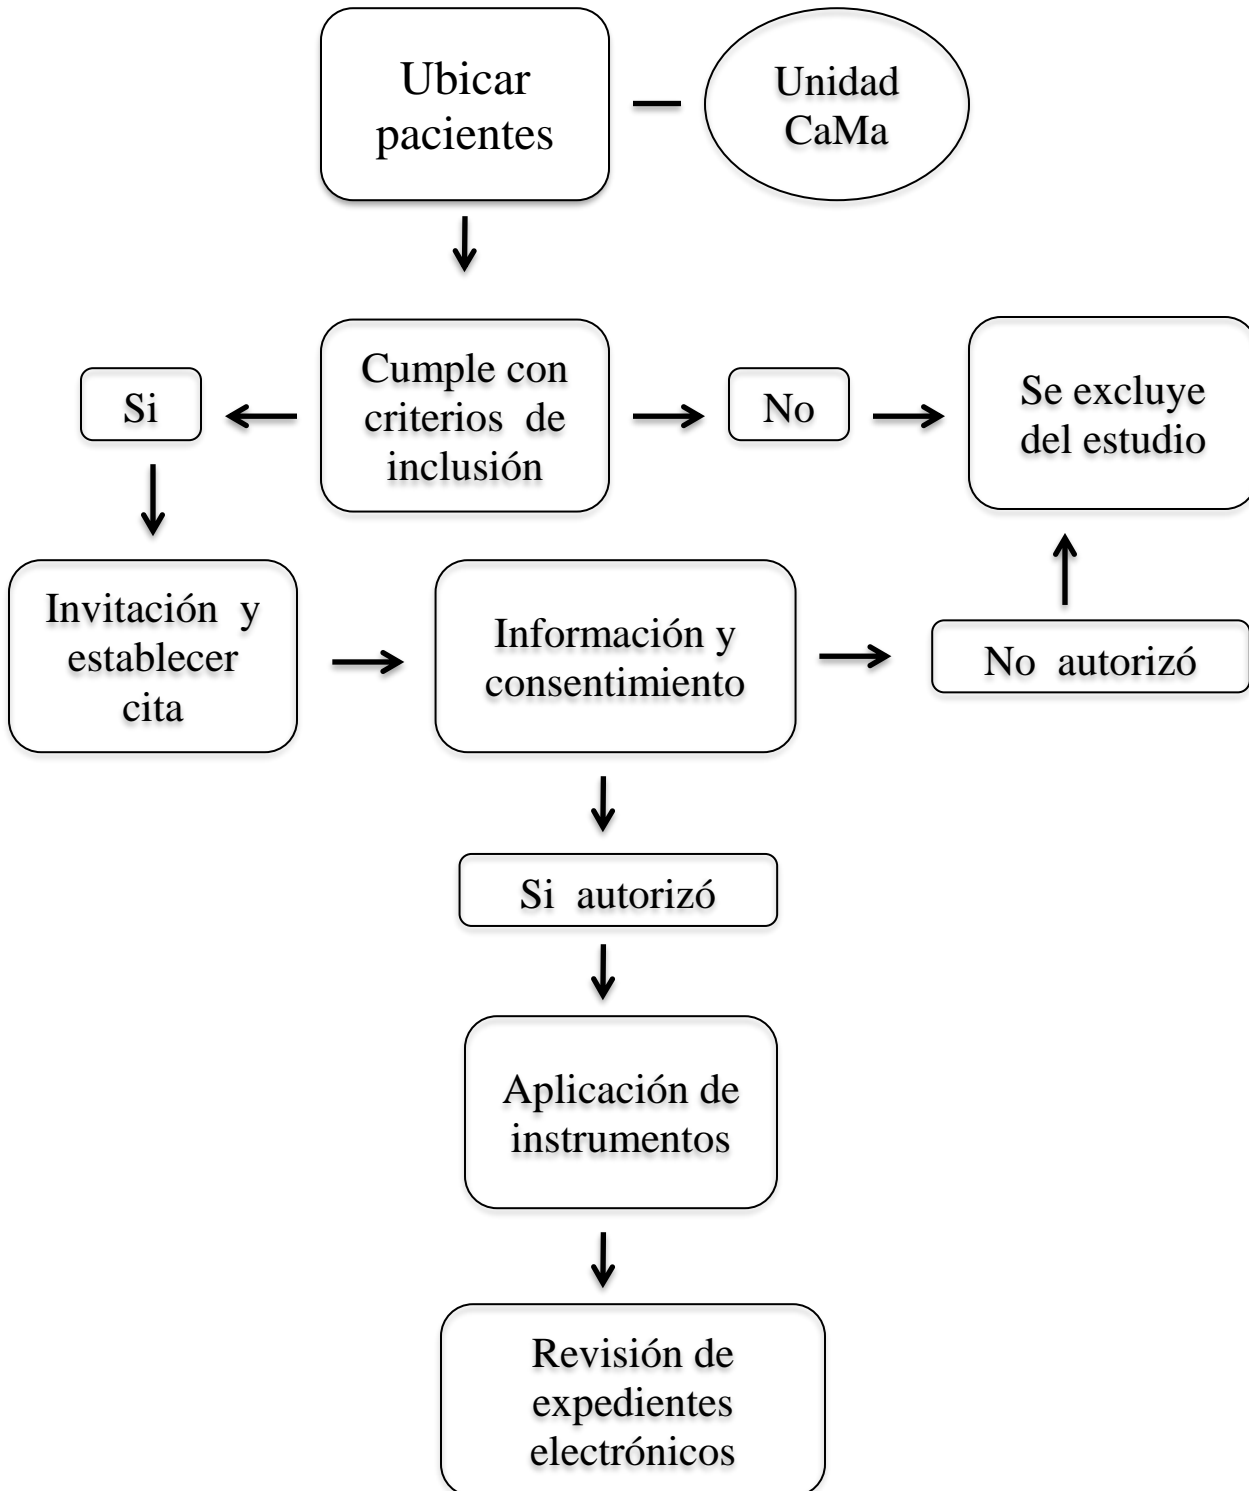 Ubicar
pacientes
Unidad
CaMa
Cumple con
criterios de
inclusión
Si
No
Se excluye
del estudio
Invitación y
establecer
cita
Información y
consentimiento
No autorizó
Si autorizó
Aplicación de
instrumentos
Revisión de
expedientes
electrónicos